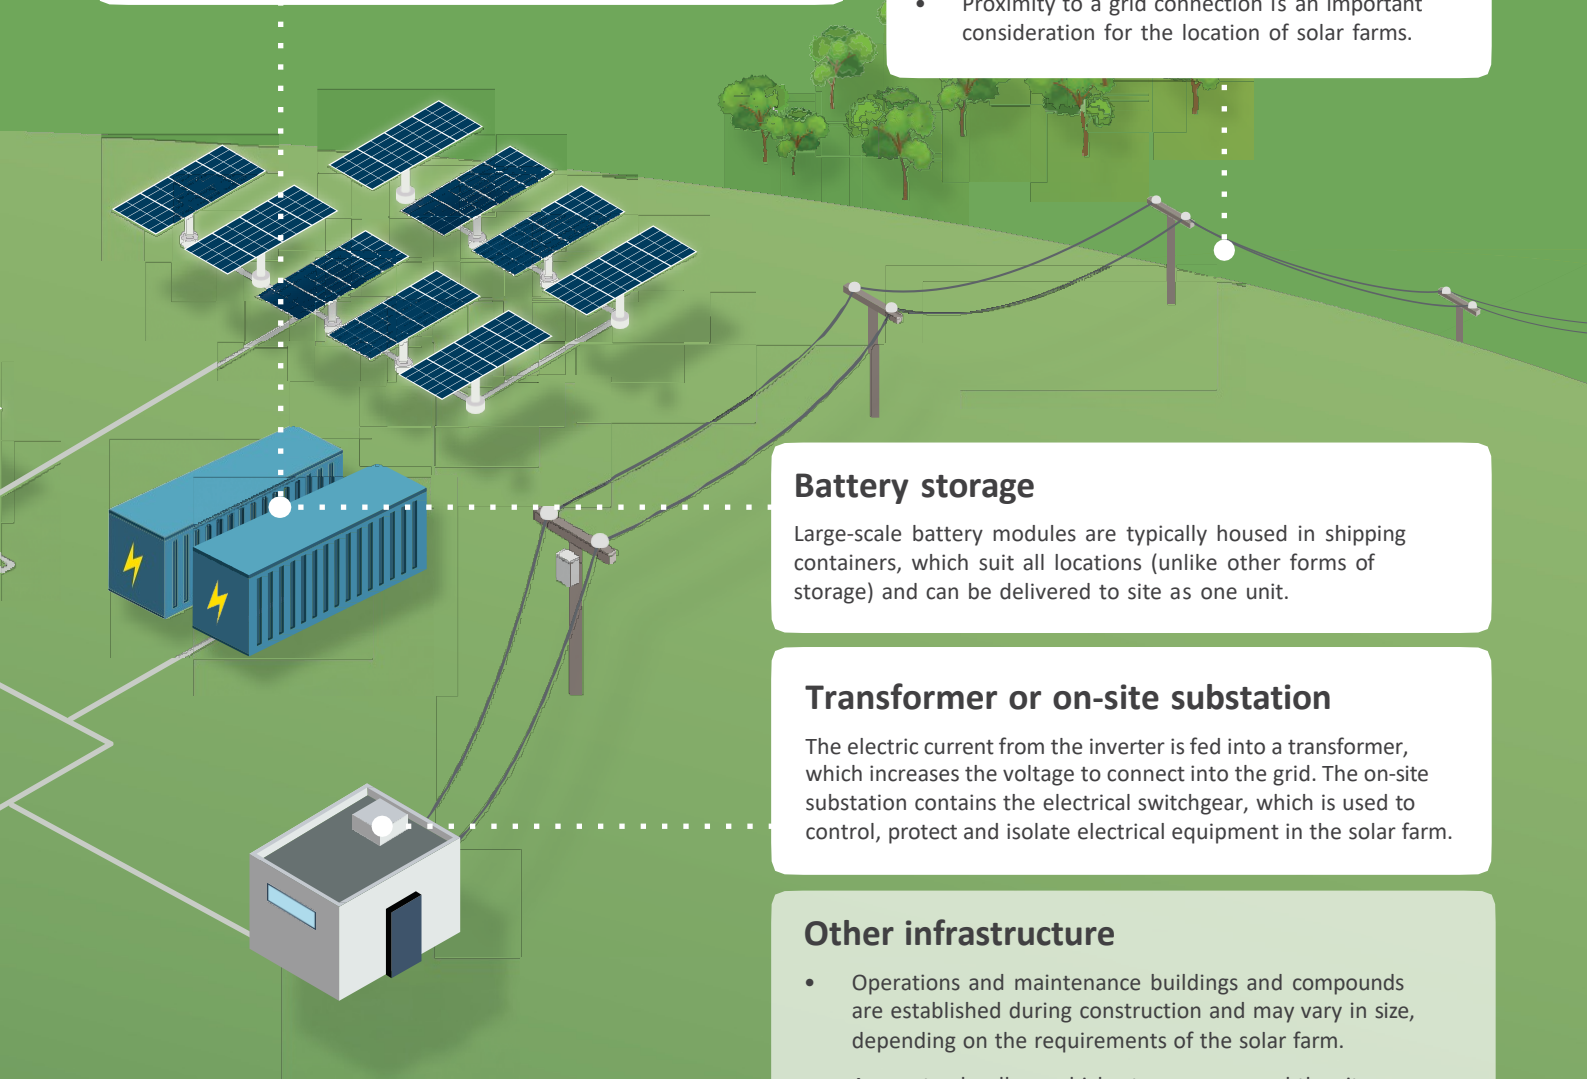 Proximity to a grid connection is an important
consideration for the location of solar farms.
Battery storage
Large-scale battery modules are typically housed in shipping
containers, which suit all locations (unlike other forms of
storage) and can be delivered to site as one unit.
Transformer or on-site substation
The electric current from the inverter is fed into a transformer,
which increases the voltage to connect into the grid. The on-site
substation contains the electrical switchgear, which is used to
control, protect and isolate electrical equipment in the solar farm.
Other infrastructure
• Operations and maintenance buildings and compounds
are established during construction and may vary in size,
depending on the requirements of the solar farm.